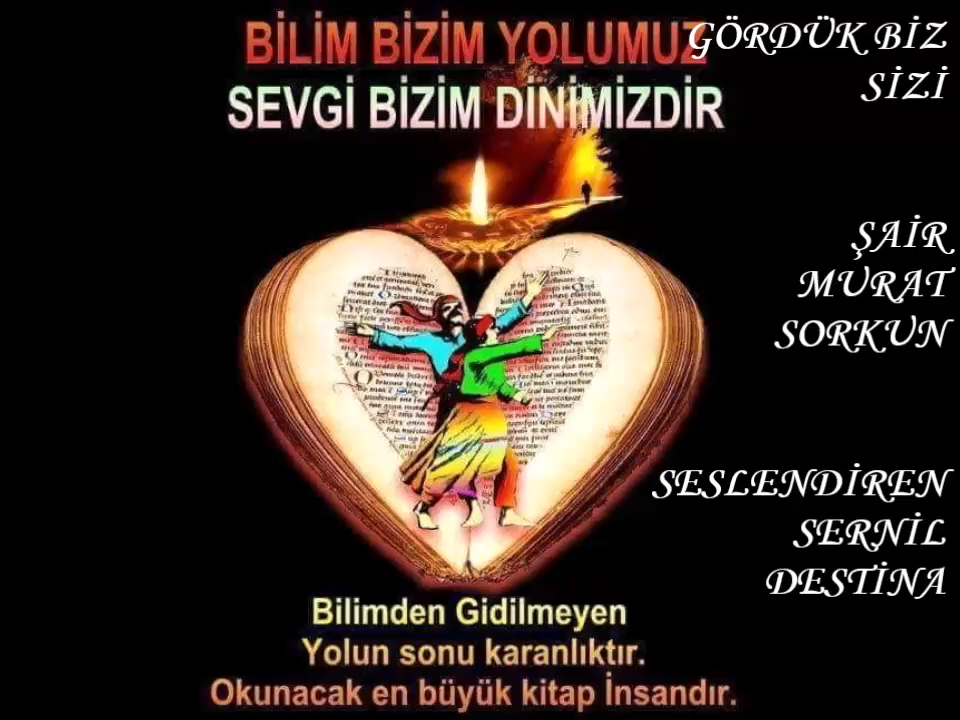 BİLİM BİZİM YOLUMUZ
SEVGİ BİZİM DİNİMİZDİR
GÖRDÜK BİZ
SİZİ
ŞAİR
MURAT
SORKUN
SESLENDİREN
SERNİL
DESTİNA
Bilimden Gidilmeyen
Yolun sonu karanlıktır.
Okunacak en büyük kitap İnsandır.